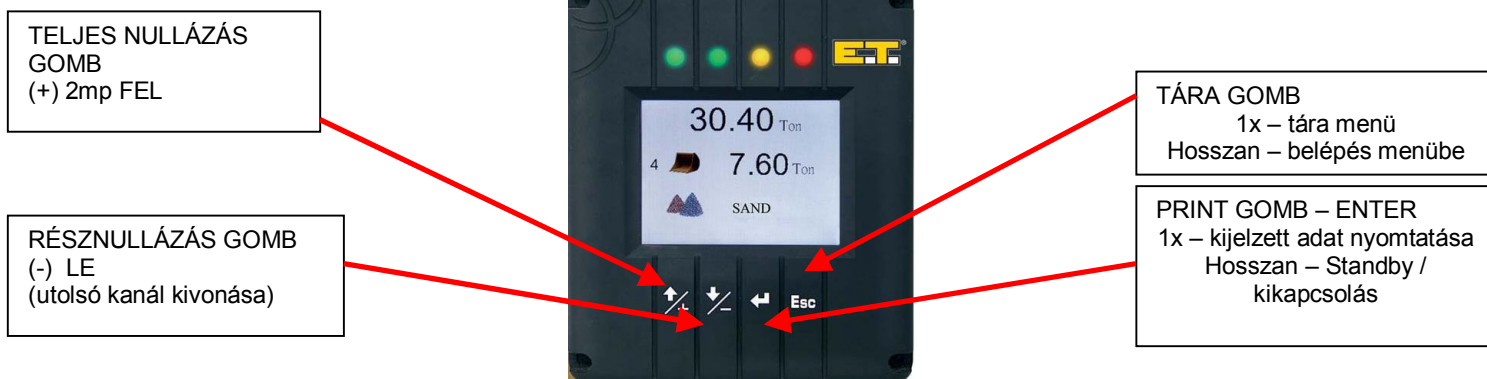 TELJES NULLÁZÁS
GOMB
(+) 2mp FEL
RÉSZNULLÁZÁS GOMB
(-) LE
(utolsó kanál kivonása)
E.T.
30.40 Ton
4 7.60 Ton
SAND
Esc
TÁRA GOMB
1x – tára menü
Hosszan – belépés menübe
PRINT GOMB – ENTER
1x – kijelzett adat nyomtatása
Hosszan – Standby /
kikapcsolás